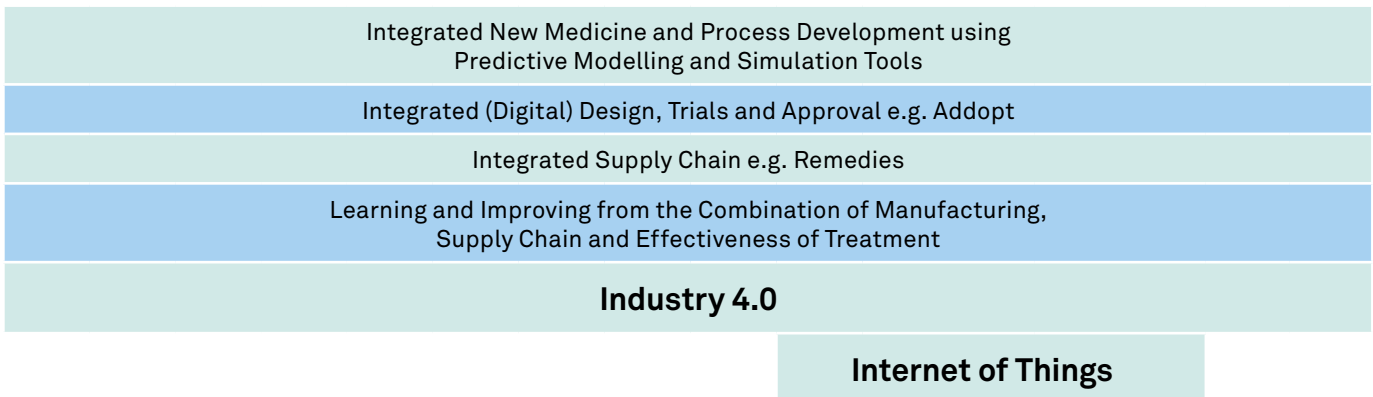 Integrated New Medicine and Process Development using
Predictive Modelling and Simulation Tools
Integrated (Digital) Design, Trials and Approval e.g. Addopt
Integrated Supply Chain e.g. Remedies
Learning and Improving from the Combination of Manufacturing,
Supply Chain and Effectiveness of Treatment
Industry 4.0
Internet of Things